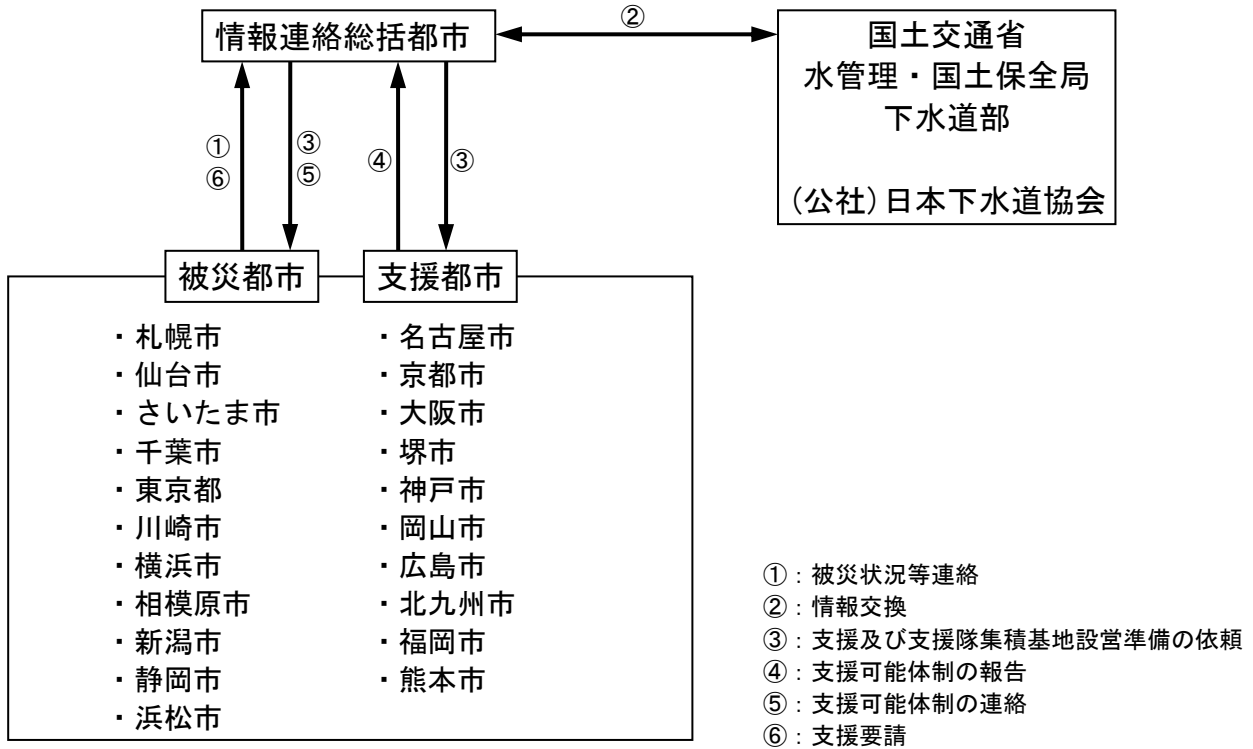 ②
情報連絡総括都市
国土交通省
水管理・国土保全局
下水道部
(公社)日本下水道協会
①
⑥
③
⑤
④
③
被災都市
支援都市
・札幌市
・仙台市
・さいたま市
・千葉市
・東京都
・川崎市
・横浜市
・相模原市
・新潟市
・静岡市
・浜松市
・名古屋市
・京都市
・大阪市
・堺市
・神戸市
・岡山市
・広島市
・北九州市
・福岡市
・熊本市
①:被災状況等連絡
②:情報交換
③:支援及び支援隊集積基地設営準備の依頼
④:支援可能体制の報告
⑤:支援可能体制の連絡
⑥:支援要請